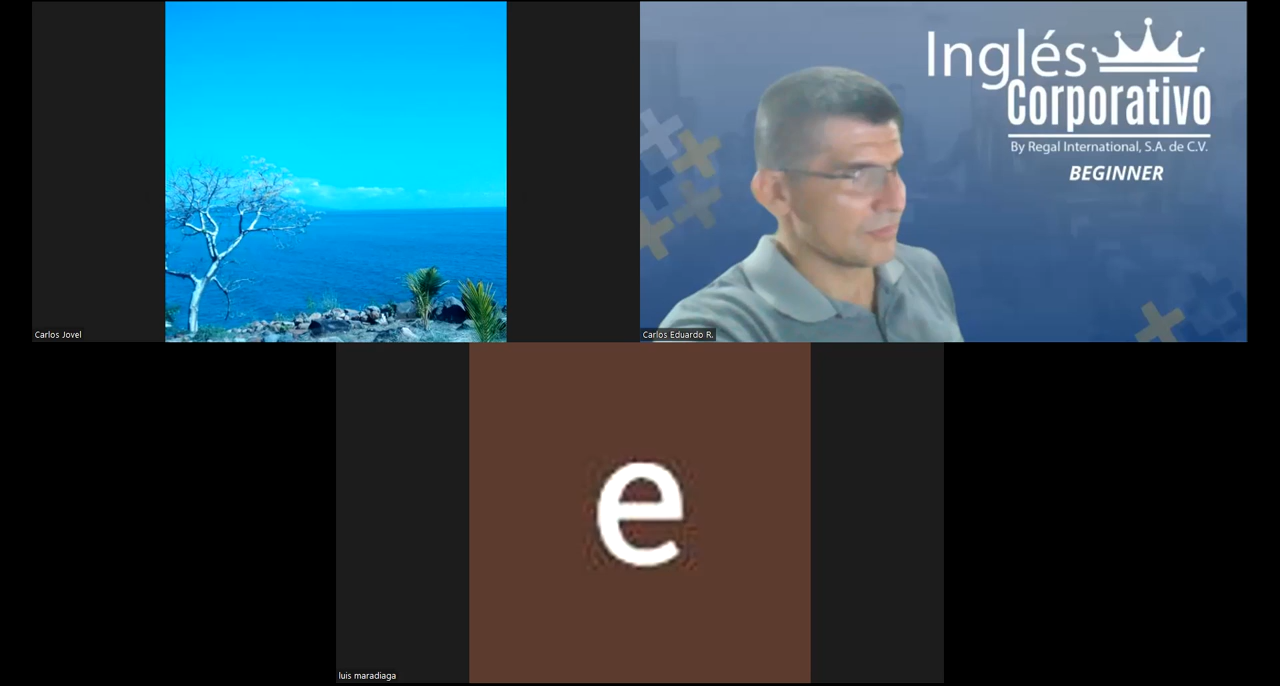 Inglés
Corporativo
By Regal International, S.A. de C.V.
BEGINNER
Carlos Jovel
Carlos Eduardo R.
e
luis maradiaga